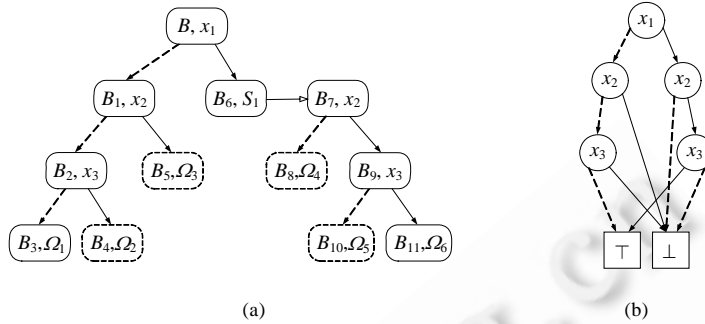 B, x₁
x₁
B₁, x₂
B₆, S₁
B₇, x₂
x₂
x₂
B₂, x₃
B₅,Ω₃
B₈,Ω₄
B₉, x₃
x₃
x₃
B₃,Ω₁
B₄,Ω₂
B₁₀,Ω₅
B₁₁,Ω₆
⊤
⊥
(a)
(b)